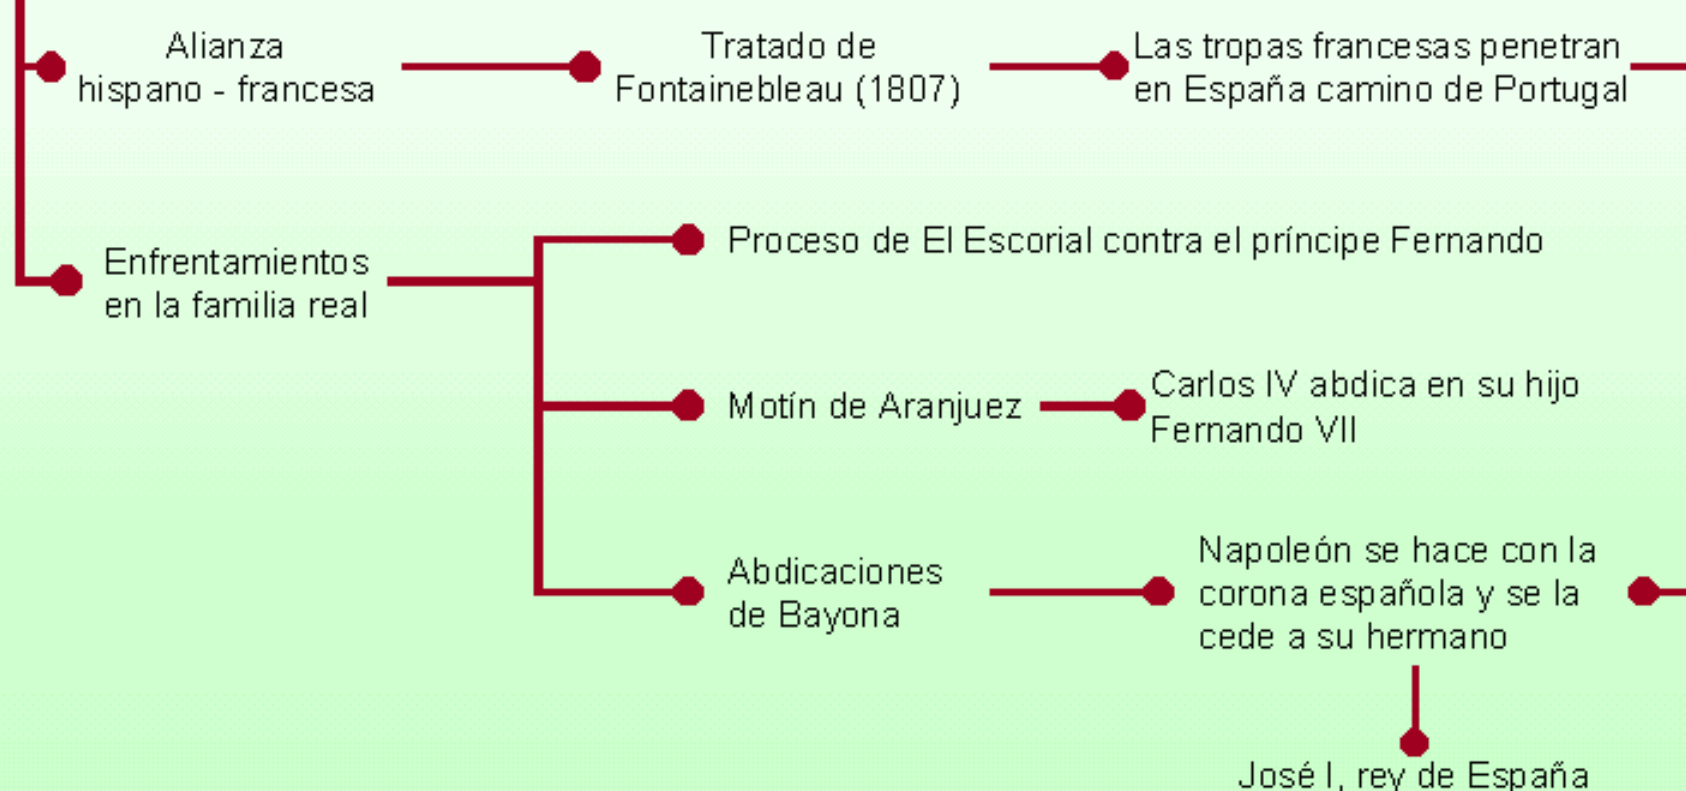 Alianza
hispano - francesa
Tratado de
Fontainebleau (1807)
Las tropas francesas penetran
en España camino de Portugal
Enfrentamientos
en la familia real
Proceso de El Escorial contra el príncipe Fernando
Motín de Aranjuez
Carlos IV abdica en su hijo
Fernando VII
Abdicaciones
de Bayona
Napoleón se hace con la
corona española y se la
cede a su hermano
José I, rey de España